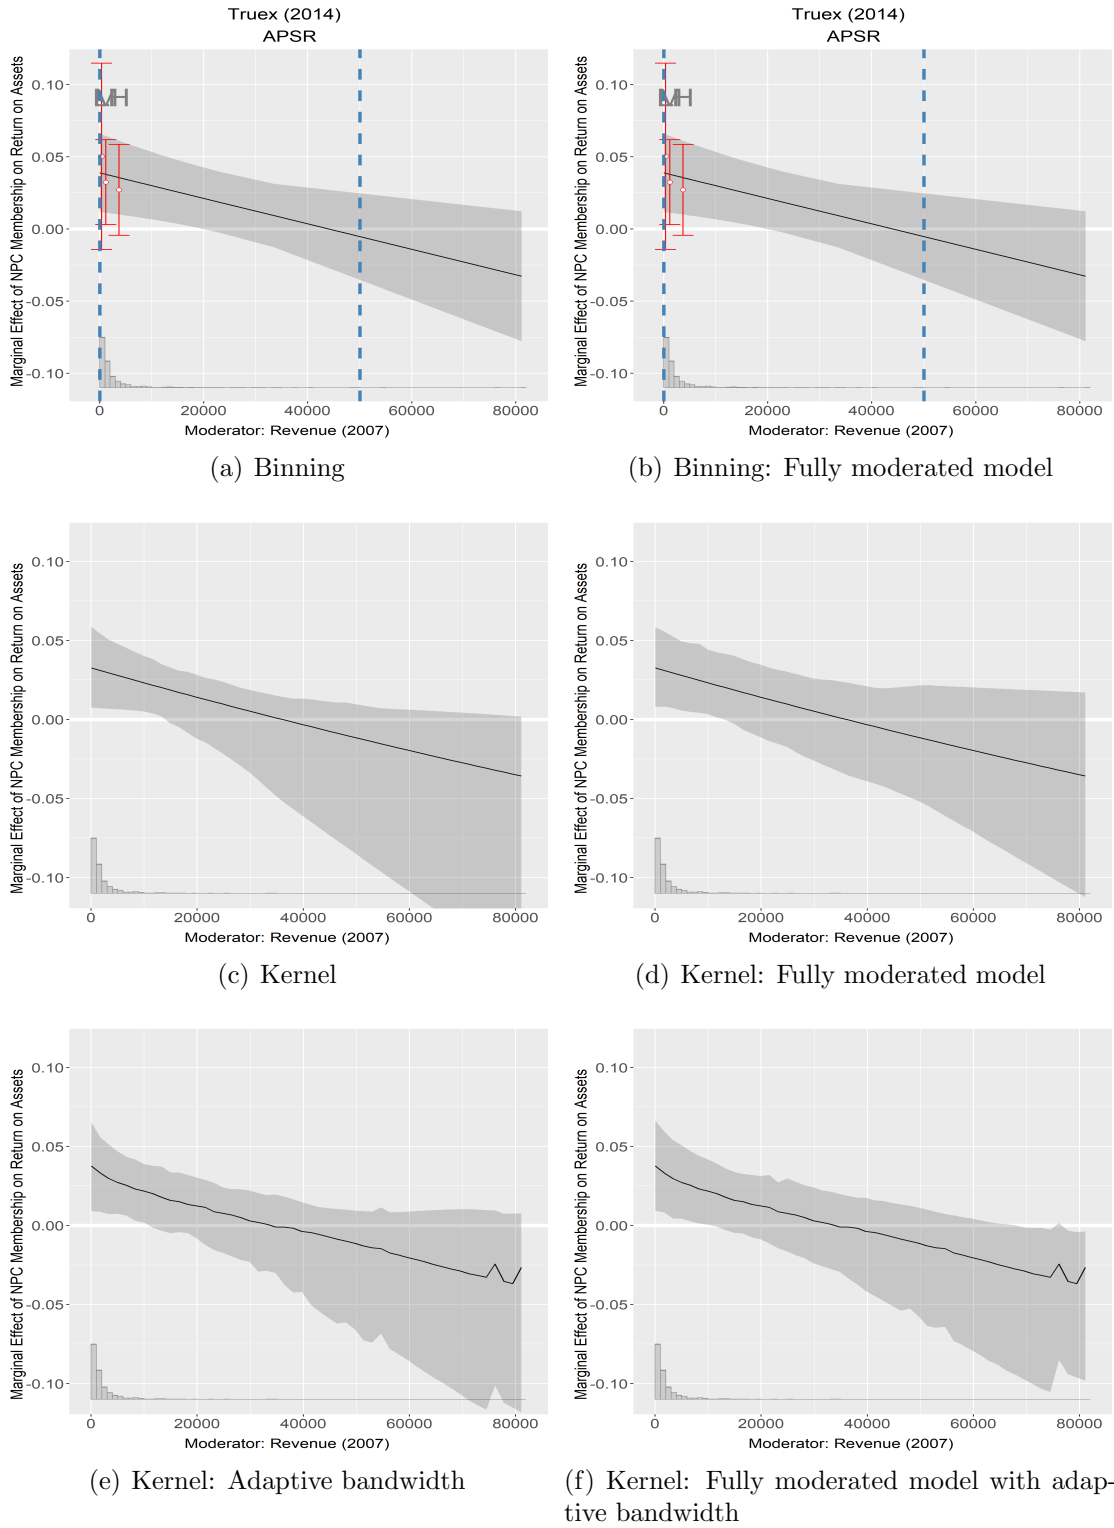 Truex (2014)
APSR
Marginal Effect of NPC Membership on Return on Assets
0.10
0.05
0.00
-0.05
-0.10
M H
0 20000 40000 60000 80000
Moderator: Revenue (2007)
(a) Binning
Truex (2014)
APSR
Marginal Effect of NPC Membership on Return on Assets
0.10
0.05
0.00
-0.05
-0.10
M H
0 20000 40000 60000 80000
Moderator: Revenue (2007)
(b) Binning: Fully moderated model
Marginal Effect of NPC Membership on Return on Assets
0.10
0.05
0.00
-0.05
-0.10
0 20000 40000 60000 80000
Moderator: Revenue (2007)
(c) Kernel
Marginal Effect of NPC Membership on Return on Assets
0.10
0.05
0.00
-0.05
-0.10
0 20000 40000 60000 80000
Moderator: Revenue (2007)
(d) Kernel: Fully moderated model
Marginal Effect of NPC Membership on Return on Assets
0.10
0.05
0.00
-0.05
-0.10
0 20000 40000 60000 80000
Moderator: Revenue (2007)
(e) Kernel: Adaptive bandwidth
Marginal Effect of NPC Membership on Return on Assets
0.10
0.05
0.00
-0.05
-0.10
0 20000 40000 60000 80000
Moderator: Revenue (2007)
(f) Kernel: Fully moderated model with adap-
tive bandwidth